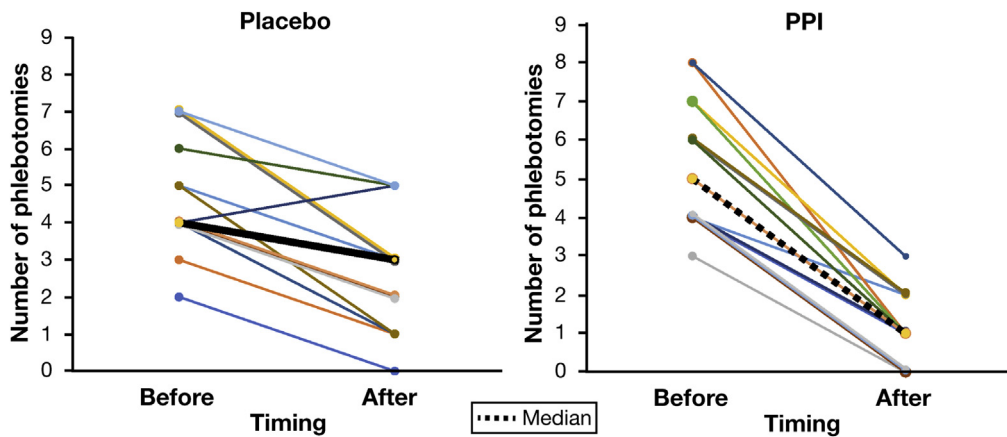 Placebo
Number of phlebotomies
9
8
7
6
5
4
3
2
1
0
Before
After
Timing
PPI
Number of phlebotomies
9
8
7
6
5
4
3
2
1
0
Before
After
Timing
Median